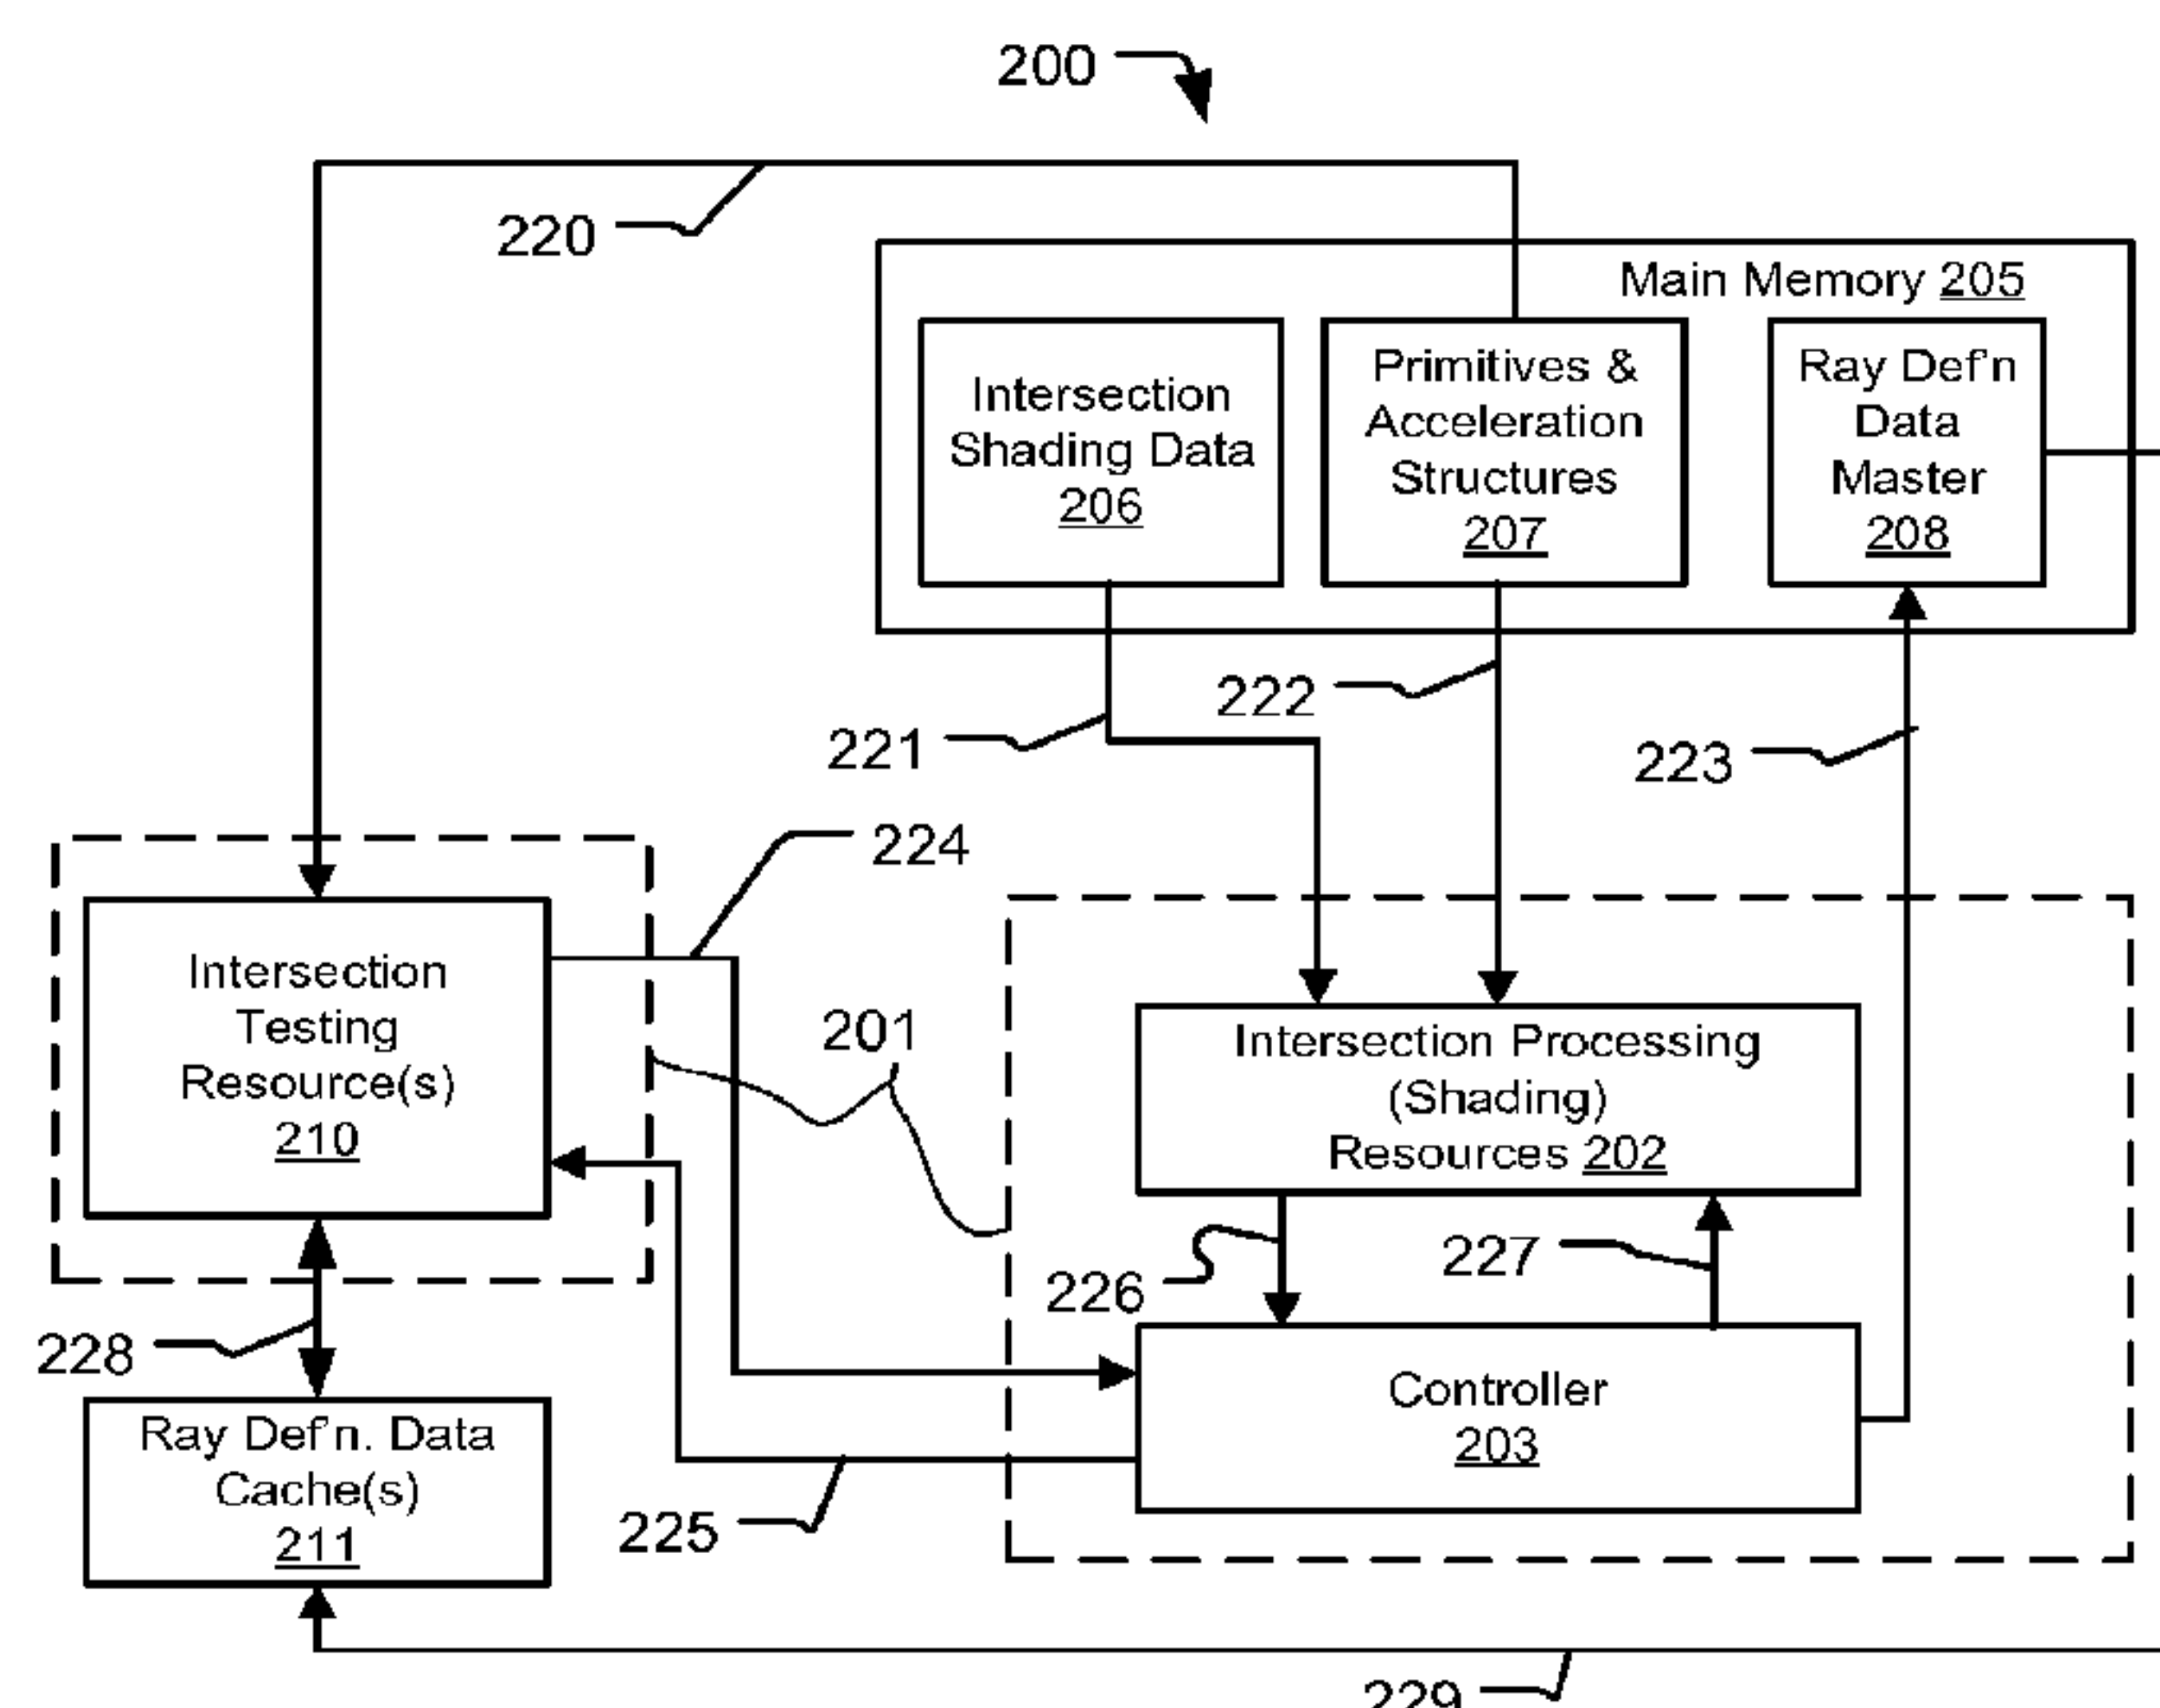 200
220
Main Memory 205
Intersection
Shading Data
206
Primitives &
Acceleration
Structures
207
Ray Def'n
Data
Master
208
222
221
223
224
Intersection
Testing
Resource(s)
210
201
Intersection Processing
(Shading)
Resources 202
226
227
228
Controller
203
Ray Def'n. Data
Cache(s)
211
225
229